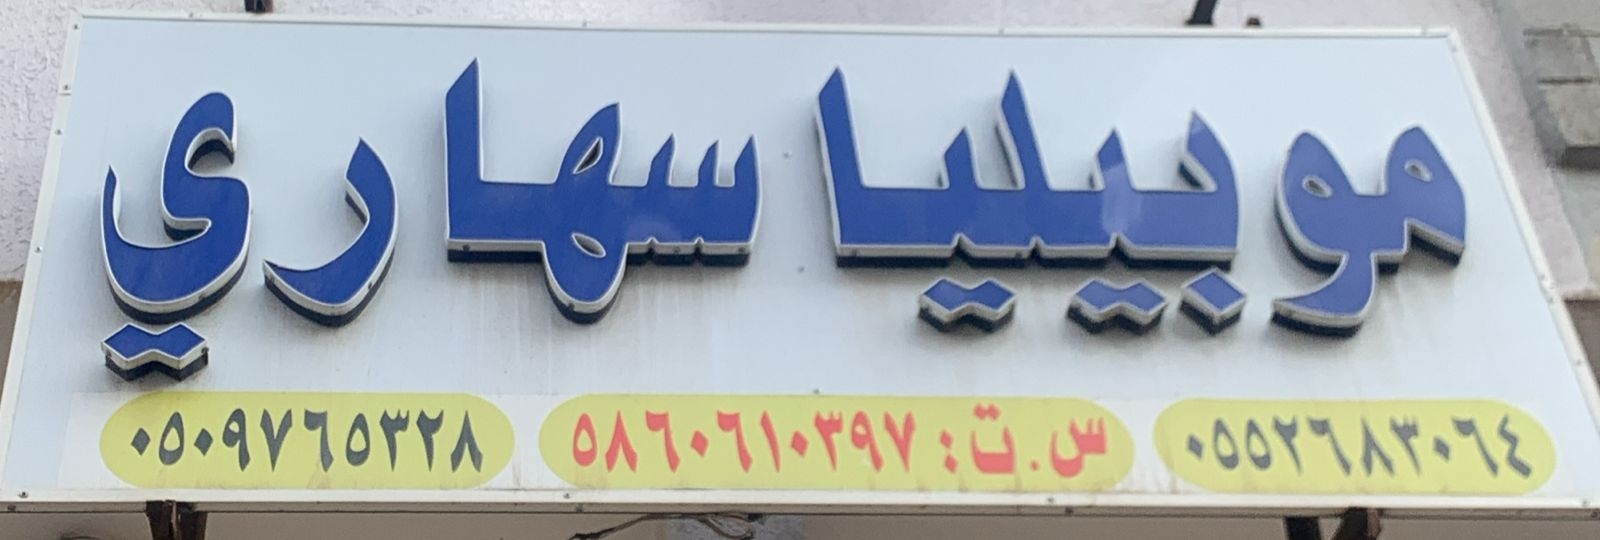 موبيليا سهاري
٠٥٥٢٦٨٣٠٦٤ س.ت: ٥٨٦٠٦١٠٣٩٧ ٠٥٠٩٧٦٥٣٢٨